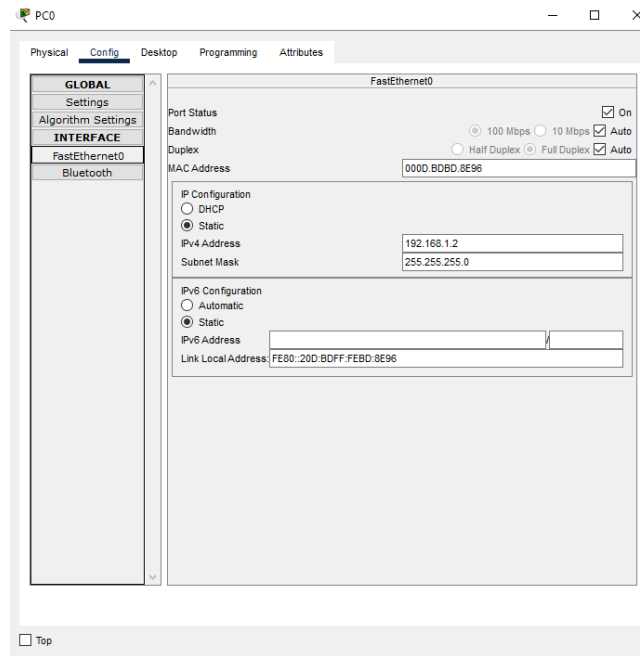 PC0
Physical Config Desktop Programming Attributes
GLOBAL
Settings
Algorithm Settings
INTERFACE
FastEthernet0
Bluetooth
FastEthernet0
Port Status On
Bandwidth 100 Mbps 10 Mbps Auto
Duplex Half Duplex Full Duplex Auto
MAC Address 000D.BDBD.8E96
IP Configuration
DHCP
Static
IPv4 Address 192.168.1.2
Subnet Mask 255.255.255.0
IPv6 Configuration
Automatic
Static
IPv6 Address /
Link Local Address: FE80::20D:BDFF:FEBD:8E96
Top